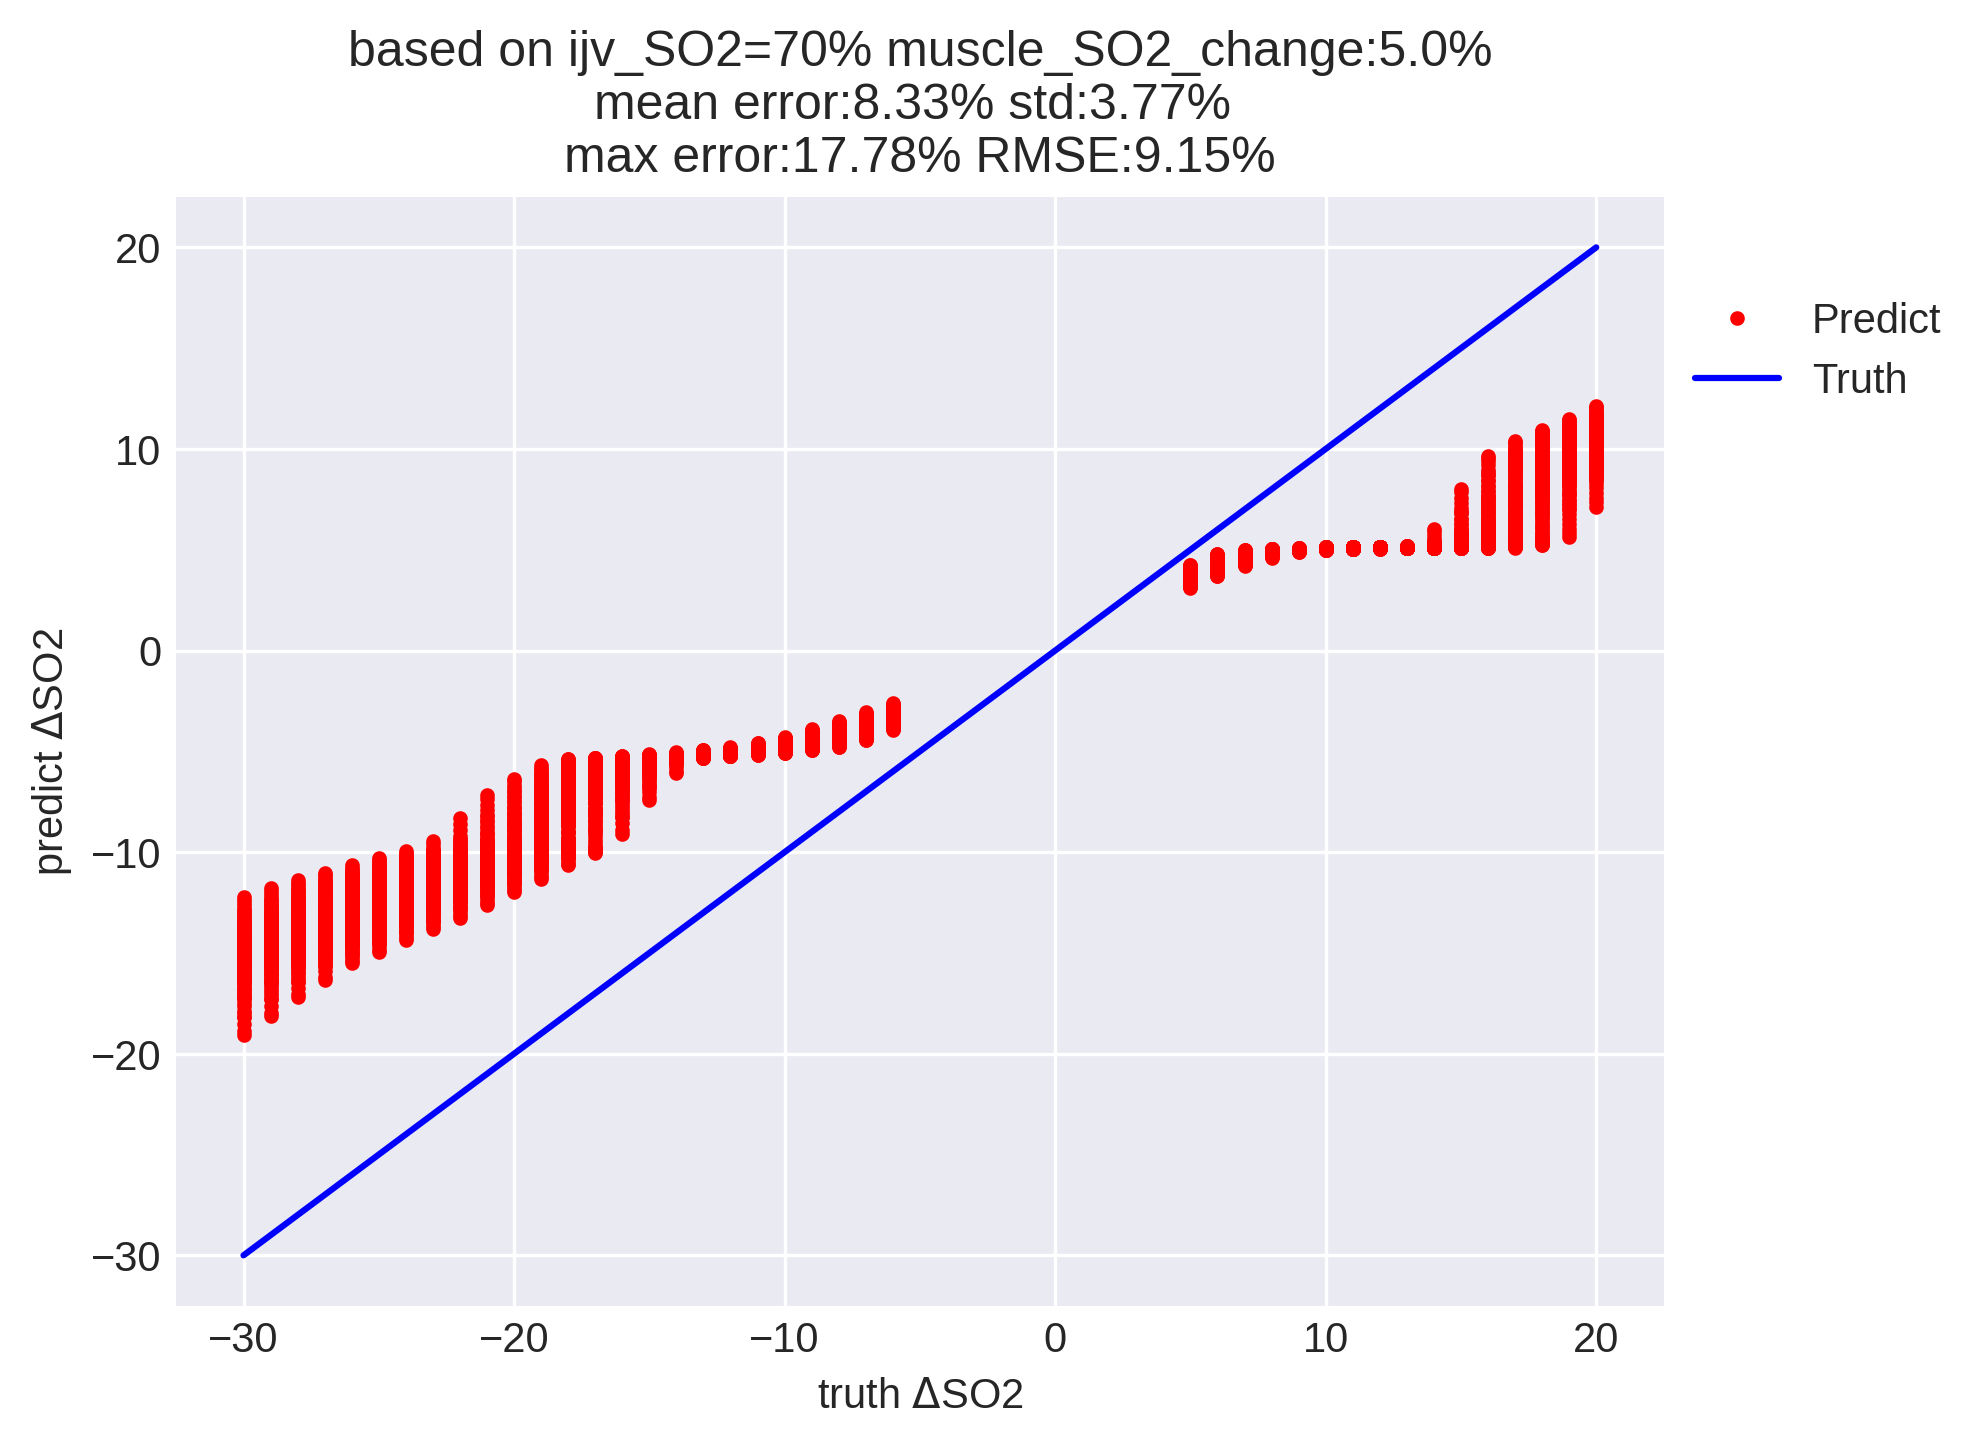 based on ijv_SO2=70% muscle_SO2_change:5.0%
mean error:8.33% std:3.77%
max error:17.78% RMSE:9.15%
20
10
0
−10
−20
−30
predict ΔSO2
−30
−20
−10
0
10
20
truth ΔSO2
Predict
Truth